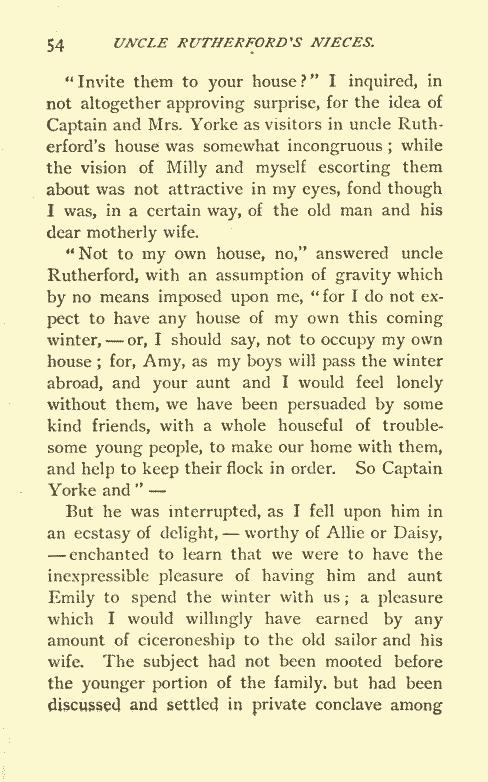 54 UNCLE RUTHERFORD'S NIECES.
"Invite them to your house?" I inquired, in
not altogether approving surprise, for the idea of
Captain and Mrs. Yorke as visitors in uncle Ruth-
erford's house was somewhat incongruous; while
the vision of Milly and myself escorting them
about was not attractive in my eyes, fond though
I was, in a certain way, of the old man and his
dear motherly wife.
"Not to my own house, no," answered uncle
Rutherford, with an assumption of gravity which
by no means imposed upon me, "for I do not ex-
pect to have any house of my own this coming
winter,—or, I should say, not to occupy my own
house; for, Amy, as my boys will pass the winter
abroad, and your aunt and I would feel lonely
without them, we have been persuaded by some
kind friends, with a whole houseful of trouble-
some young people, to make our home with them,
and help to keep their flock in order. So Captain
Yorke and"—
But he was interrupted, as I fell upon him in
an ecstasy of delight,—worthy of Allie or Daisy,
—enchanted to learn that we were to have the
inexpressible pleasure of having him and aunt
Emily to spend the winter with us; a pleasure
which I would willingly have earned by any
amount of ciceroneship to the old sailor and his
wife. The subject had not been mooted before
the younger portion of the family. but had been
discussed and settled in private conclave among